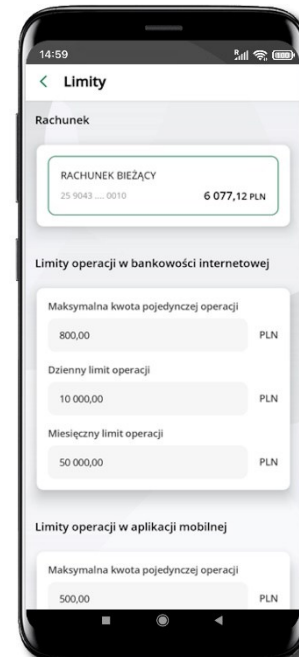 14:59
Limity
Rachunek
RACHUNEK BIEŻĄCY
25 9043 .... 0010 6 077,12 PLN
Limity operacji w bankowości internetowej
Maksymalna kwota pojedynczej operacji
800,00 PLN
Dzienny limit operacji
10 000,00 PLN
Miesięczny limit operacji
50 000,00 PLN
Limity operacji w aplikacji mobilnej
Maksymalna kwota pojedynczej operacji
500,00 PLN